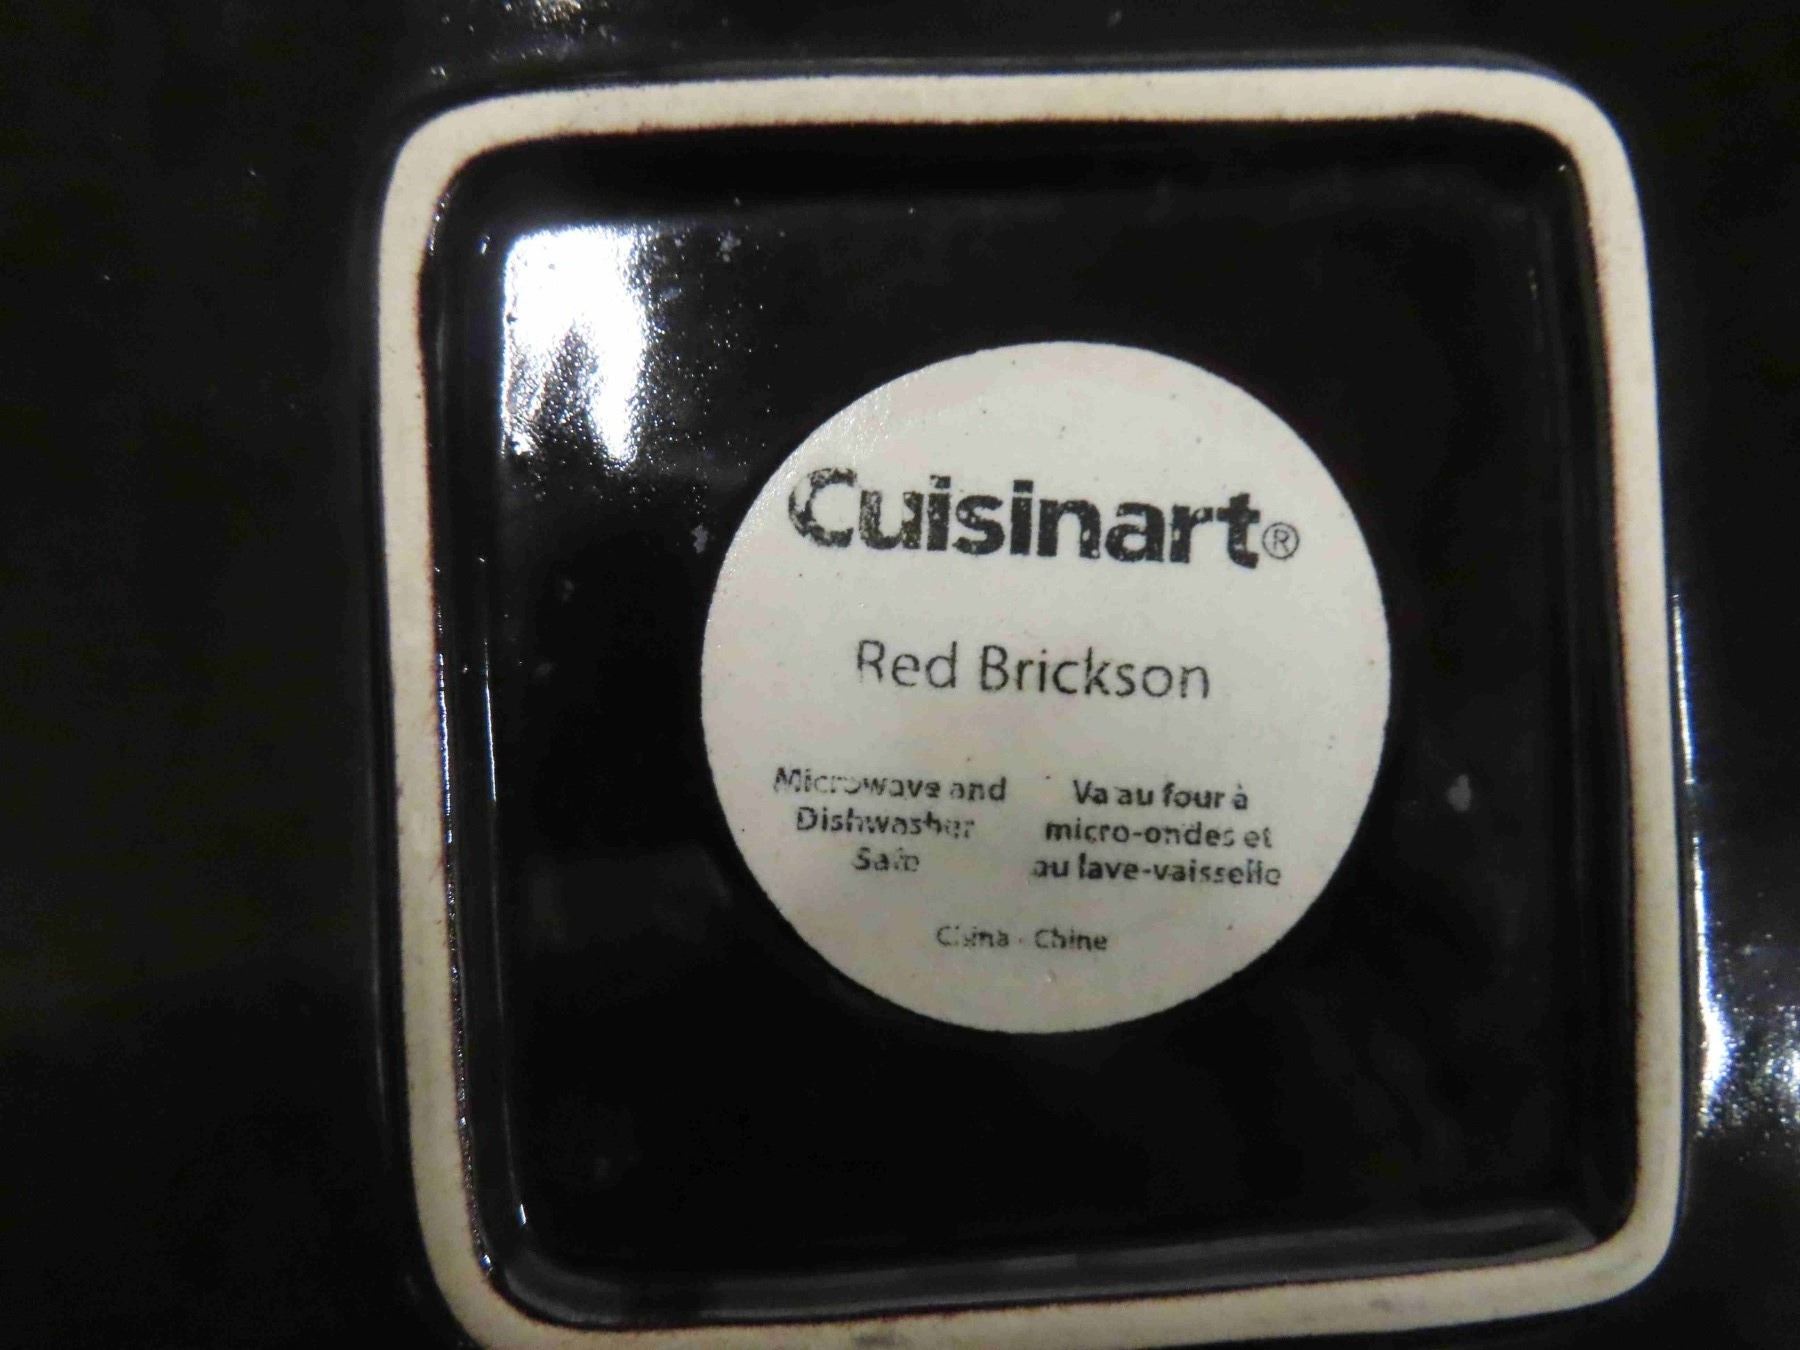 Cuisinart®
Red Brickson
Microwave and
Dishwasher
Safe
Va au four à
micro-ondes et
au lave-vaisselle
China - Chine